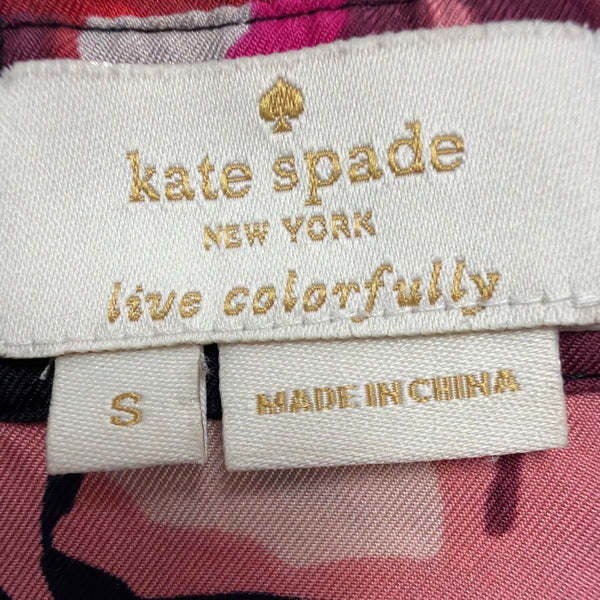 kate spade
NEW YORK
live colorfully
S
MADE IN CHINA